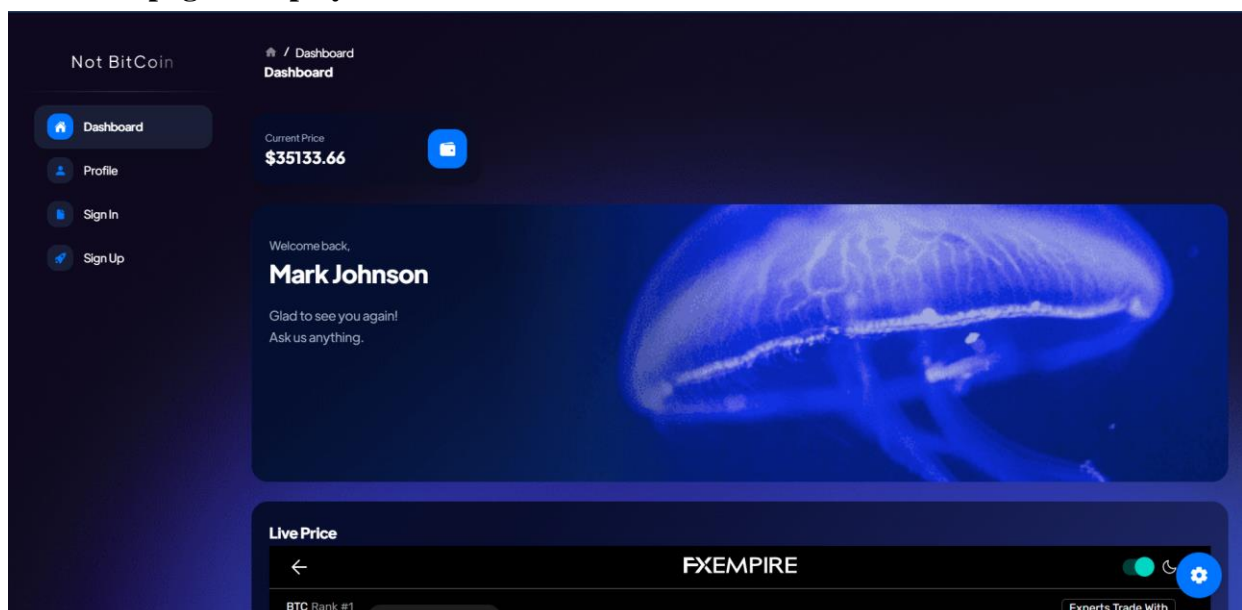 Not BitCoin
Dashboard
Profile
Sign In
Sign Up
/ Dashboard
Dashboard
Current Price
$35133.66
Welcome back,
Mark Johnson
Glad to see you again!
Ask us anything.
Live Price
FXEMPIRE
BTC Rank #1
Experts Trade With